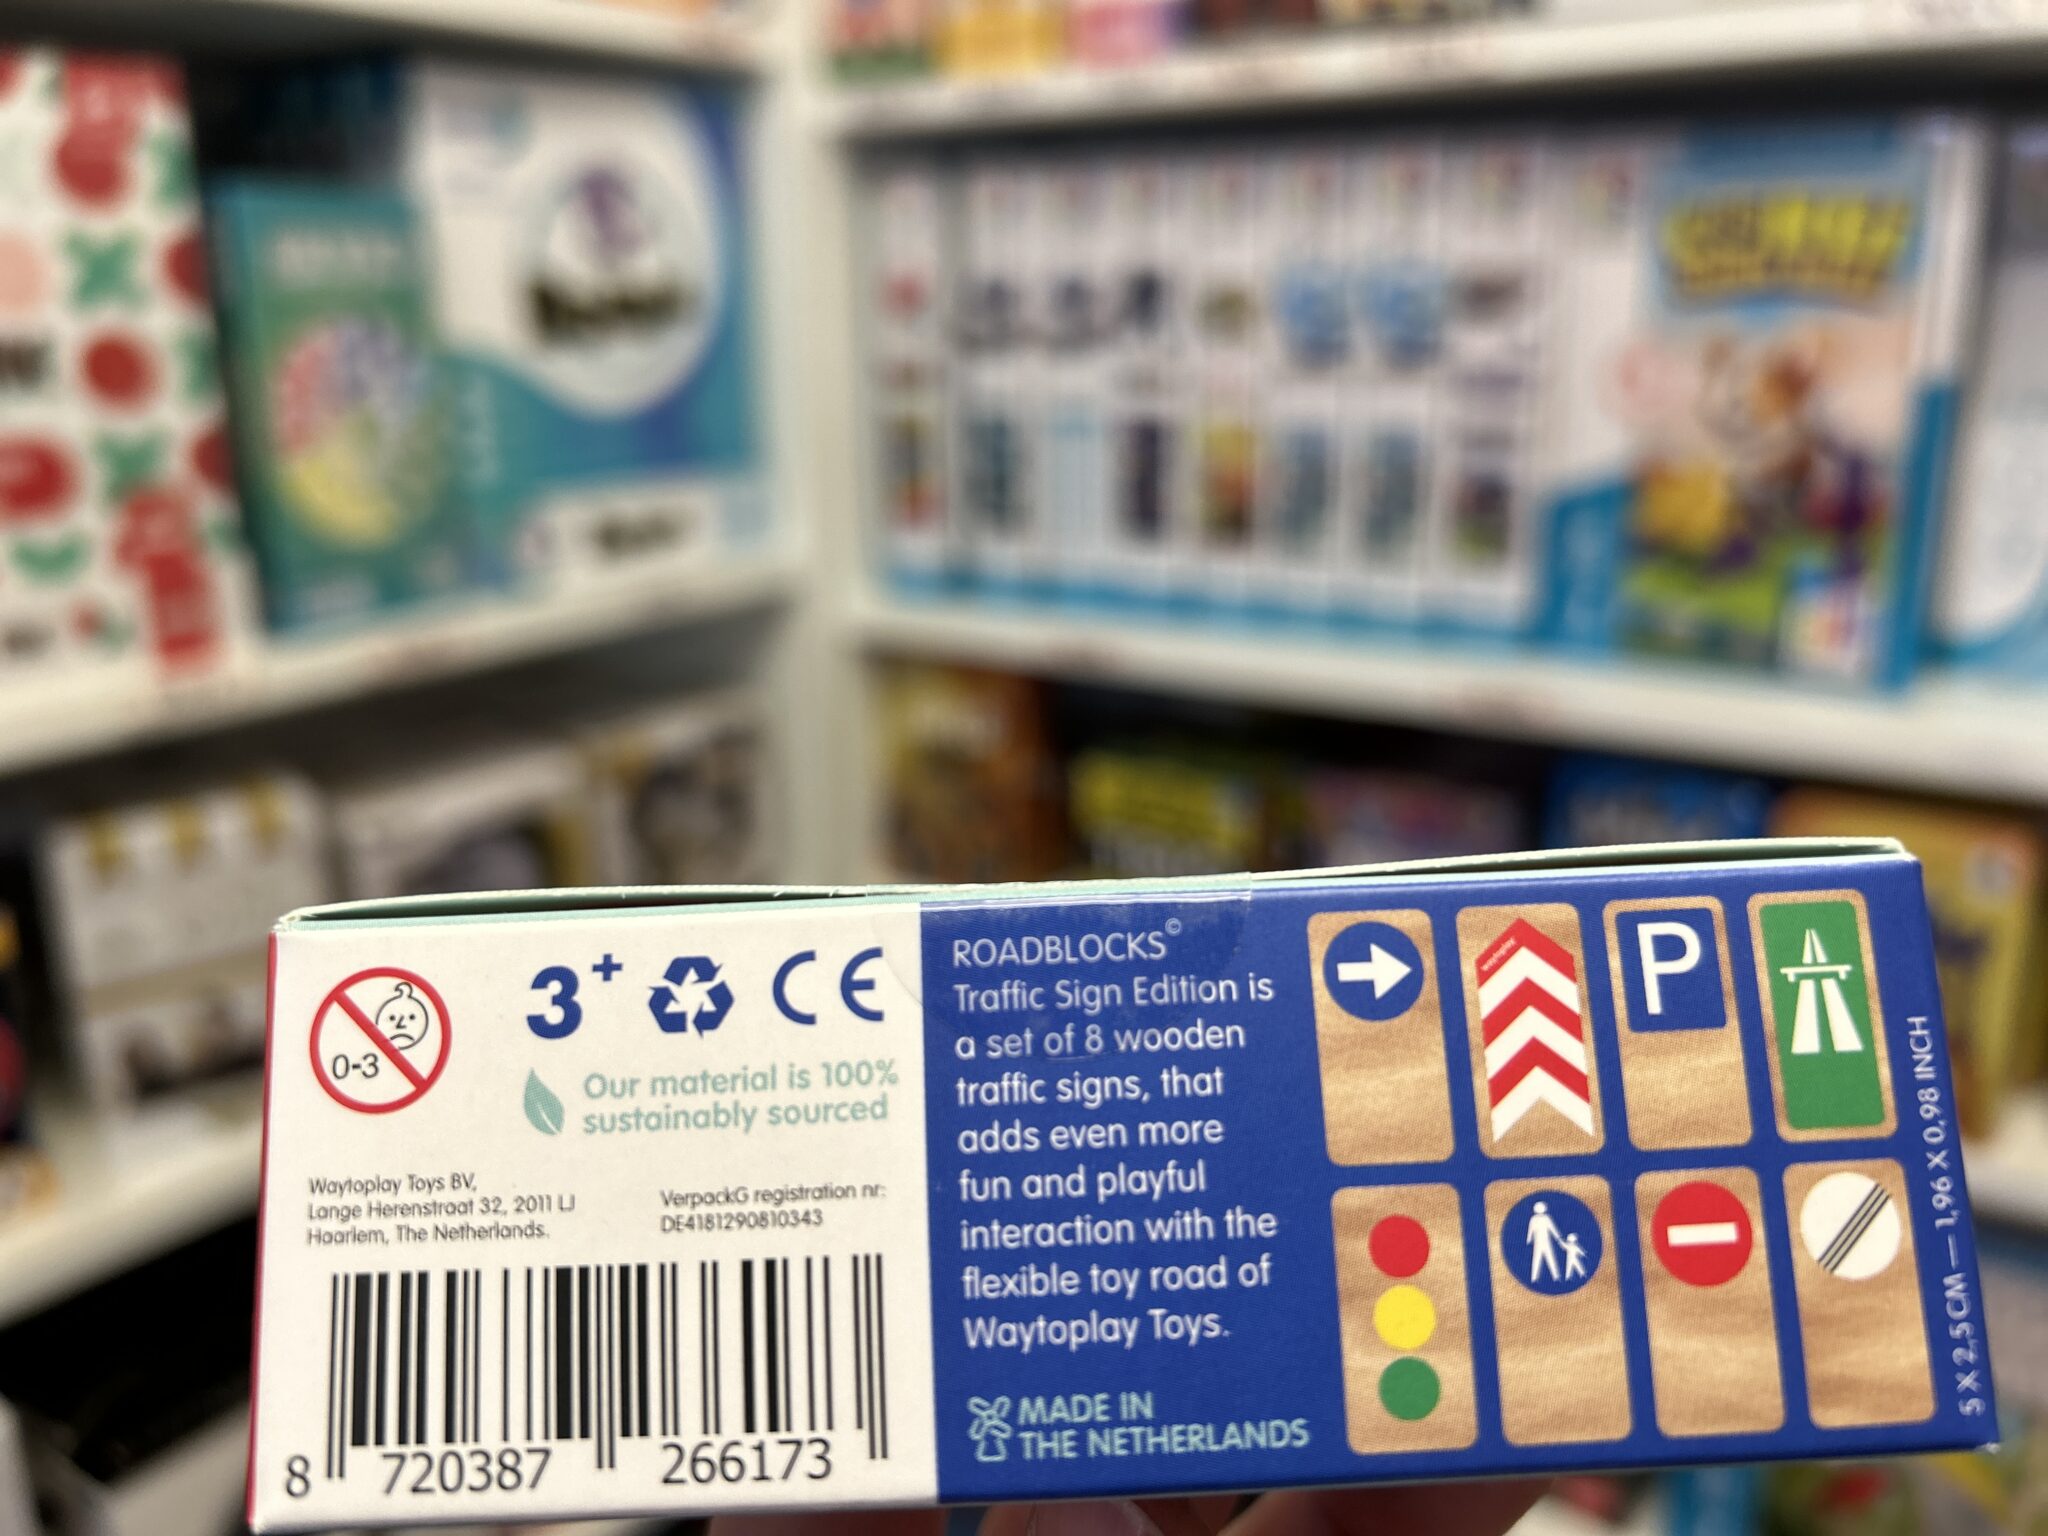 0-3
3+
CE
Our material is 100%
sustainably sourced
Waytoplay Toys BV,
Lange Herenstraat 32, 2011 LJ
Haarlem, The Netherlands.
VerpackG registration nr:
DE4181290810343
8 720387 266173
ROADBLOCKS©
Traffic Sign Edition is
a set of 8 wooden
traffic signs, that
adds even more
fun and playful
interaction with the
flexible toy road of
Waytoplay Toys.
MADE IN
THE NETHERLANDS
waytoplay
P
5 X 2,5 CM — 1,96 X 0,98 INCH